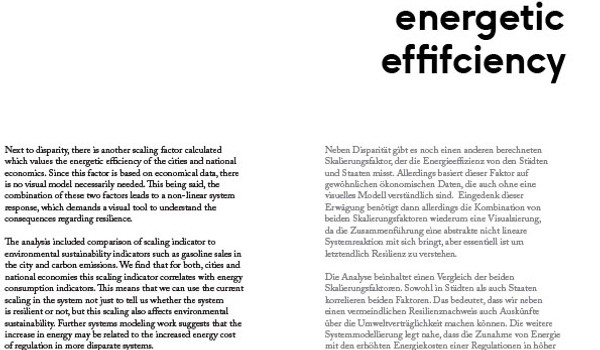 energetic
effifciency
Next to disparity, there is another scaling factor calculated
which values the energetic efficiency of the cities and national
economics. Since this factor is based on economical data, there
is no visual model necessarily needed. This being said, the
combination of these two factors leads to a non-linear system
response, which demands a visual tool to understand the
consequences regarding resilience.
The analysis included comparison of scaling indicator to
environmental sustainability indicators such as gasoline sales in
the city and carbon emissions. We find that for both, cities and
national economies this scaling indicator correlates with energy
consumption indicators. This means that we can use the current
scaling in the system not just to tell us whether the system
is resilient or not, but this scaling also affects environmental
sustainability. Further systems modeling work suggests that the
increase in energy may be related to the increased energy cost
of regulation in more disparate systems.
Neben Disparität gibt es noch einen anderen berechneten
Skalierungsfaktor, der die Energieeffizienz von den Städten
und Staaten misst. Allerdings basiert dieser Faktor auf
gewöhnlichen ökonomischen Daten, die auch ohne eine
visuelles Modell verständlich sind. Eingedenk dieser
Erwägung benötigt dann allerdings die Kombination von
beiden Skalierungsfaktoren wiederum eine Visualsierung,
da die Zusammenführung eine abstrakte nicht lineare
Systemreaktion mit sich bringt, aber essentiell ist um
letztendlich Resilienz zu verstehen.
Die Analyse beinhaltet einen Vergleich der beiden
Skalierungsfaktoren. Sowohl in Städten als auch Staaten
korrelieren beiden Faktoren. Das bedeutet, dass wir neben
einen vermeindlichen Resilienznachweis auch Auskünfte
über die Umweltverträglichkeit machen können. Die weitere
Systemmodellierung legt nahe, dass die Zunahme von Energie
mit den erhöhten Energiekosten einer Regulationen in höher